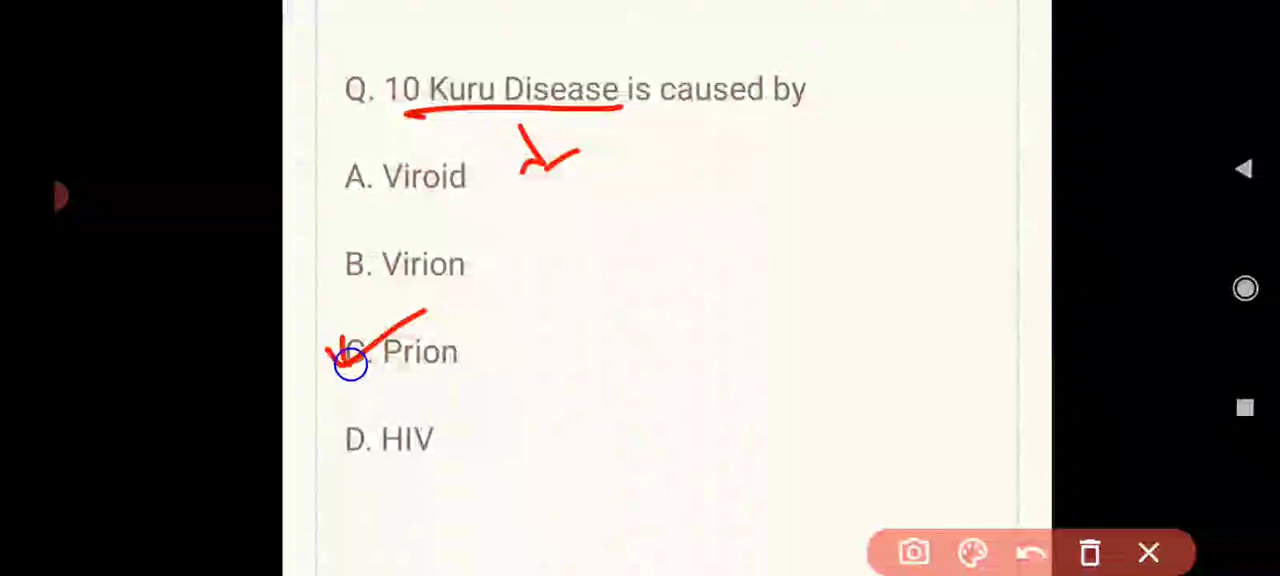 Q. 10 Kuru Disease is caused by
A. Viroid
B. Virion
C. Prion
D. HIV